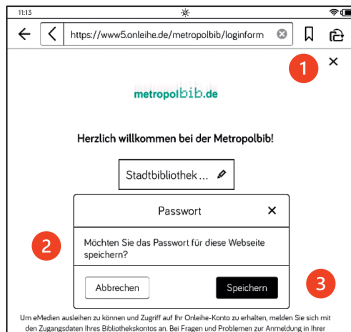 11:13
https://www5.onleihe.de/metropolbib/loginform
1
metropolbib.de
Herzlich willkommen bei der Metropolbib!
Stadtbibliothek ...
Passwort
2
Möchten Sie das Passwort für diese Webseite
speichern?
3
Abbrechen
Speichern
Um eMedien ausleihen zu können und Zugriff auf Ihr Onleihe-Konto zu erhalten, melden Sie sich mit
den Zugangsdaten Ihres Bibliothekskontos an. Bei Fragen und Problemen zur Anmeldung in Ihrer